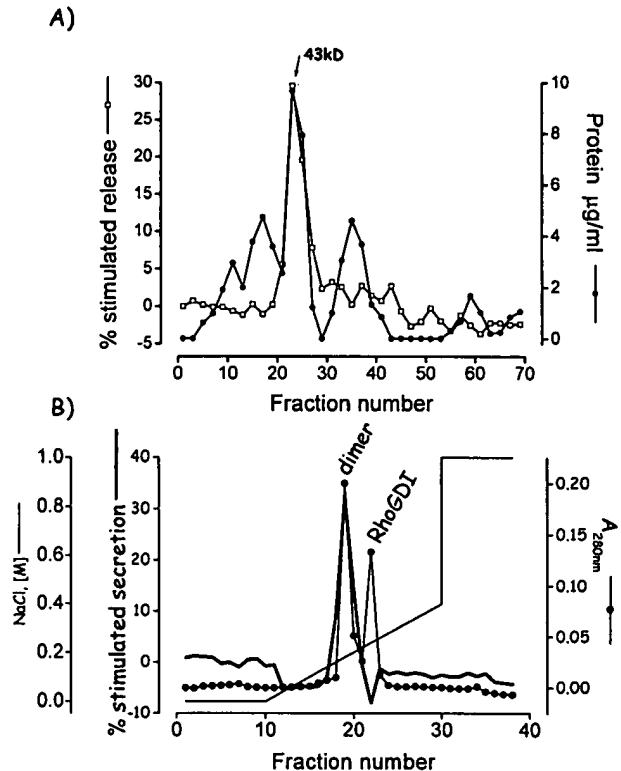 A)
43kD
% stimulated release
30
25
20
15
10
5
0
-5
Protein µg/ml
10
8
6
4
2
0
0 10 20 30 40 50 60 70
Fraction number
B)
dimer
RhoGDI
NaCl, [M]
1.0
0.8
0.6
0.4
0.2
0.0
% stimulated secretion
40
30
20
10
0
-10
A280nm
0.20
0.15
0.10
0.05
0.00
0 10 20 30 40
Fraction number